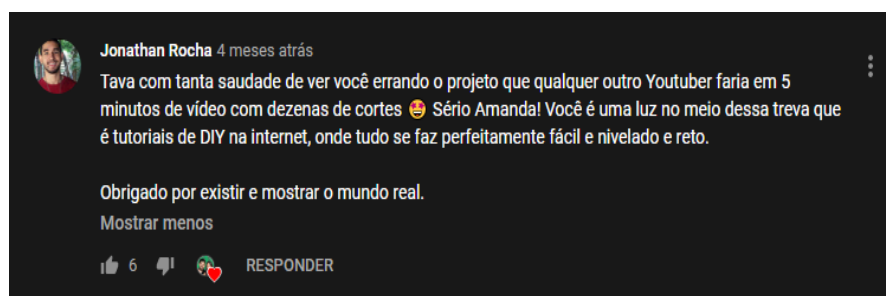 Jonathan Rocha 4 meses atrás
Tava com tanta saudade de ver você errando o projeto que qualquer outro Youtuber faria em 5
minutos de vídeo com dezenas de cortes 🤩 Sério Amanda! Você é uma luz no meio dessa treva que
é tutoriais de DIY na internet, onde tudo se faz perfeitamente fácil e nivelado e reto.
Obrigado por existir e mostrar o mundo real.
Mostrar menos
6 RESPONDER